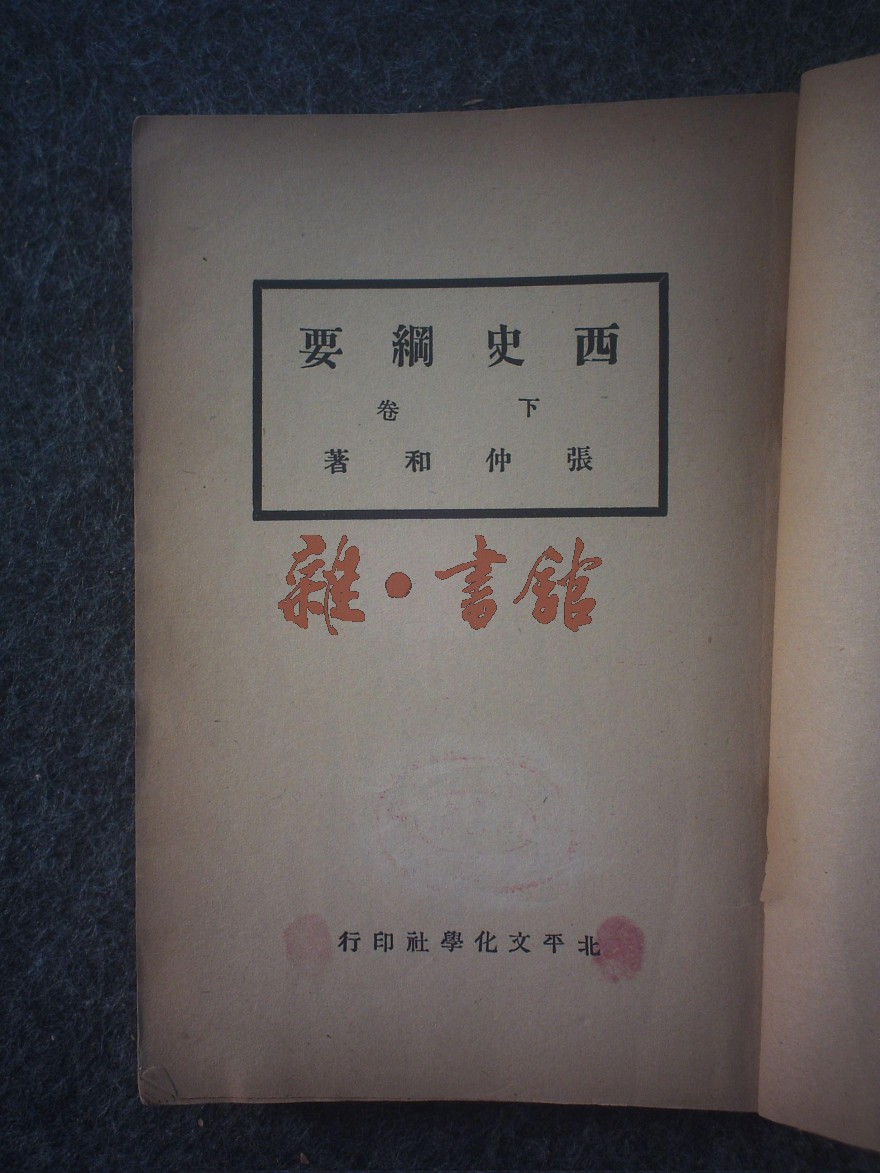 西史綱要
下卷
張仲和著
雜·書館
北平文化學社印行